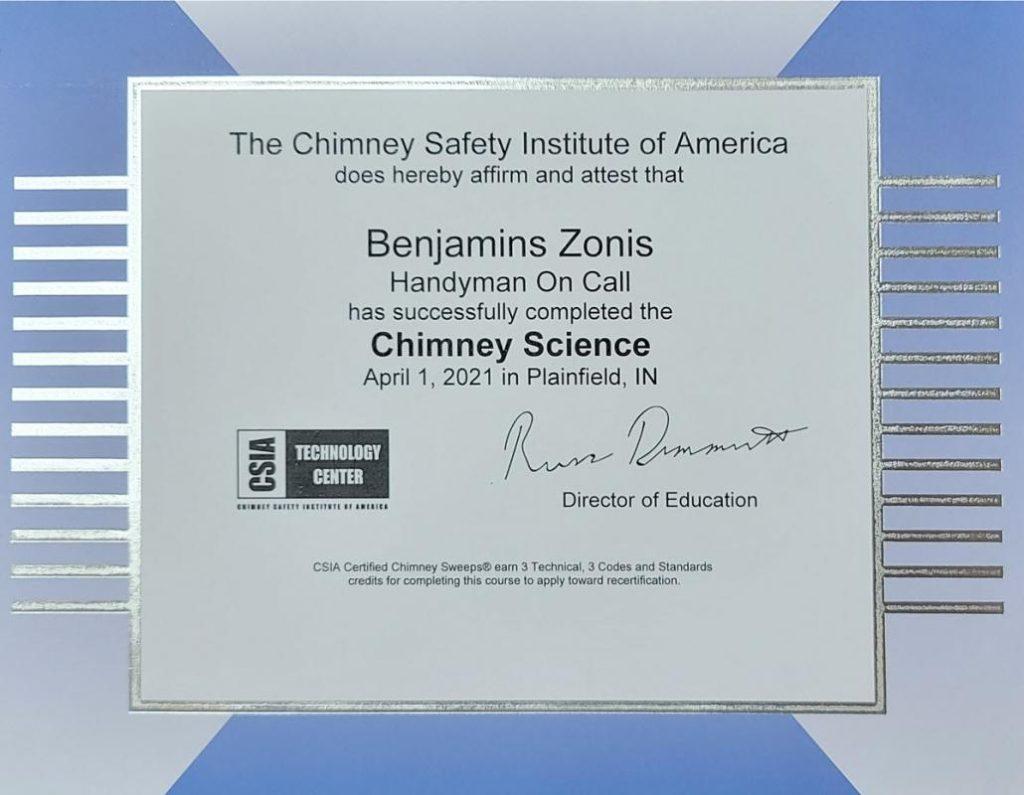 The Chimney Safety Institute of America
does hereby affirm and attest that
Benjamins Zonis
Handyman On Call
has successfully completed the
Chimney Science
April 1, 2021 in Plainfield, IN
CSIA
TECHNOLOGY
CENTER
CHIMNEY SAFETY INSTITUTE OF AMERICA
Russ Dimmitt
Director of Education
CSIA Certified Chimney Sweeps® earn 3 Technical, 3 Codes and Standards
credits for completing this course to apply toward recertification.